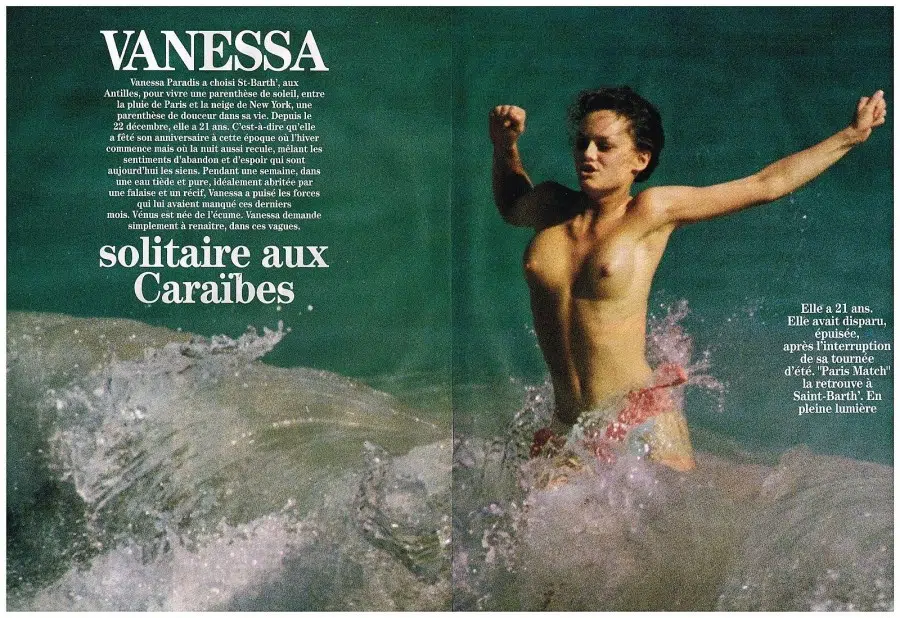 VANESSA
Vanessa Paradis a choisi St-Barth', aux
Antilles, pour vivre une parenthèse de soleil, entre
la pluie de Paris et la neige de New York, une
parenthèse de douceur dans sa vie. Depuis le
22 décembre, elle a 21 ans. C'est-à-dire qu'elle
a fêté son anniversaire à cette époque où l'hiver
commence mais où la nuit aussi recule, mêlant les
sentiments d'abandon et d'espoir qui sont
aujourd'hui les siens. Pendant une semaine, dans
une eau tiède et pure, idéalement abritée par
une falaise et un récif, Vanessa a puisé les forces
qui lui avaient manqué ces derniers
mois. Vénus est née de l'écume. Vanessa demande
simplement à renaître, dans ces vagues.
solitaire aux
Caraïbes
Elle a 21 ans.
Elle avait disparu,
épuisée,
après l'interruption
de sa tournée
d'été. "Paris Match"
la retrouve à
Saint-Barth'. En
pleine lumière